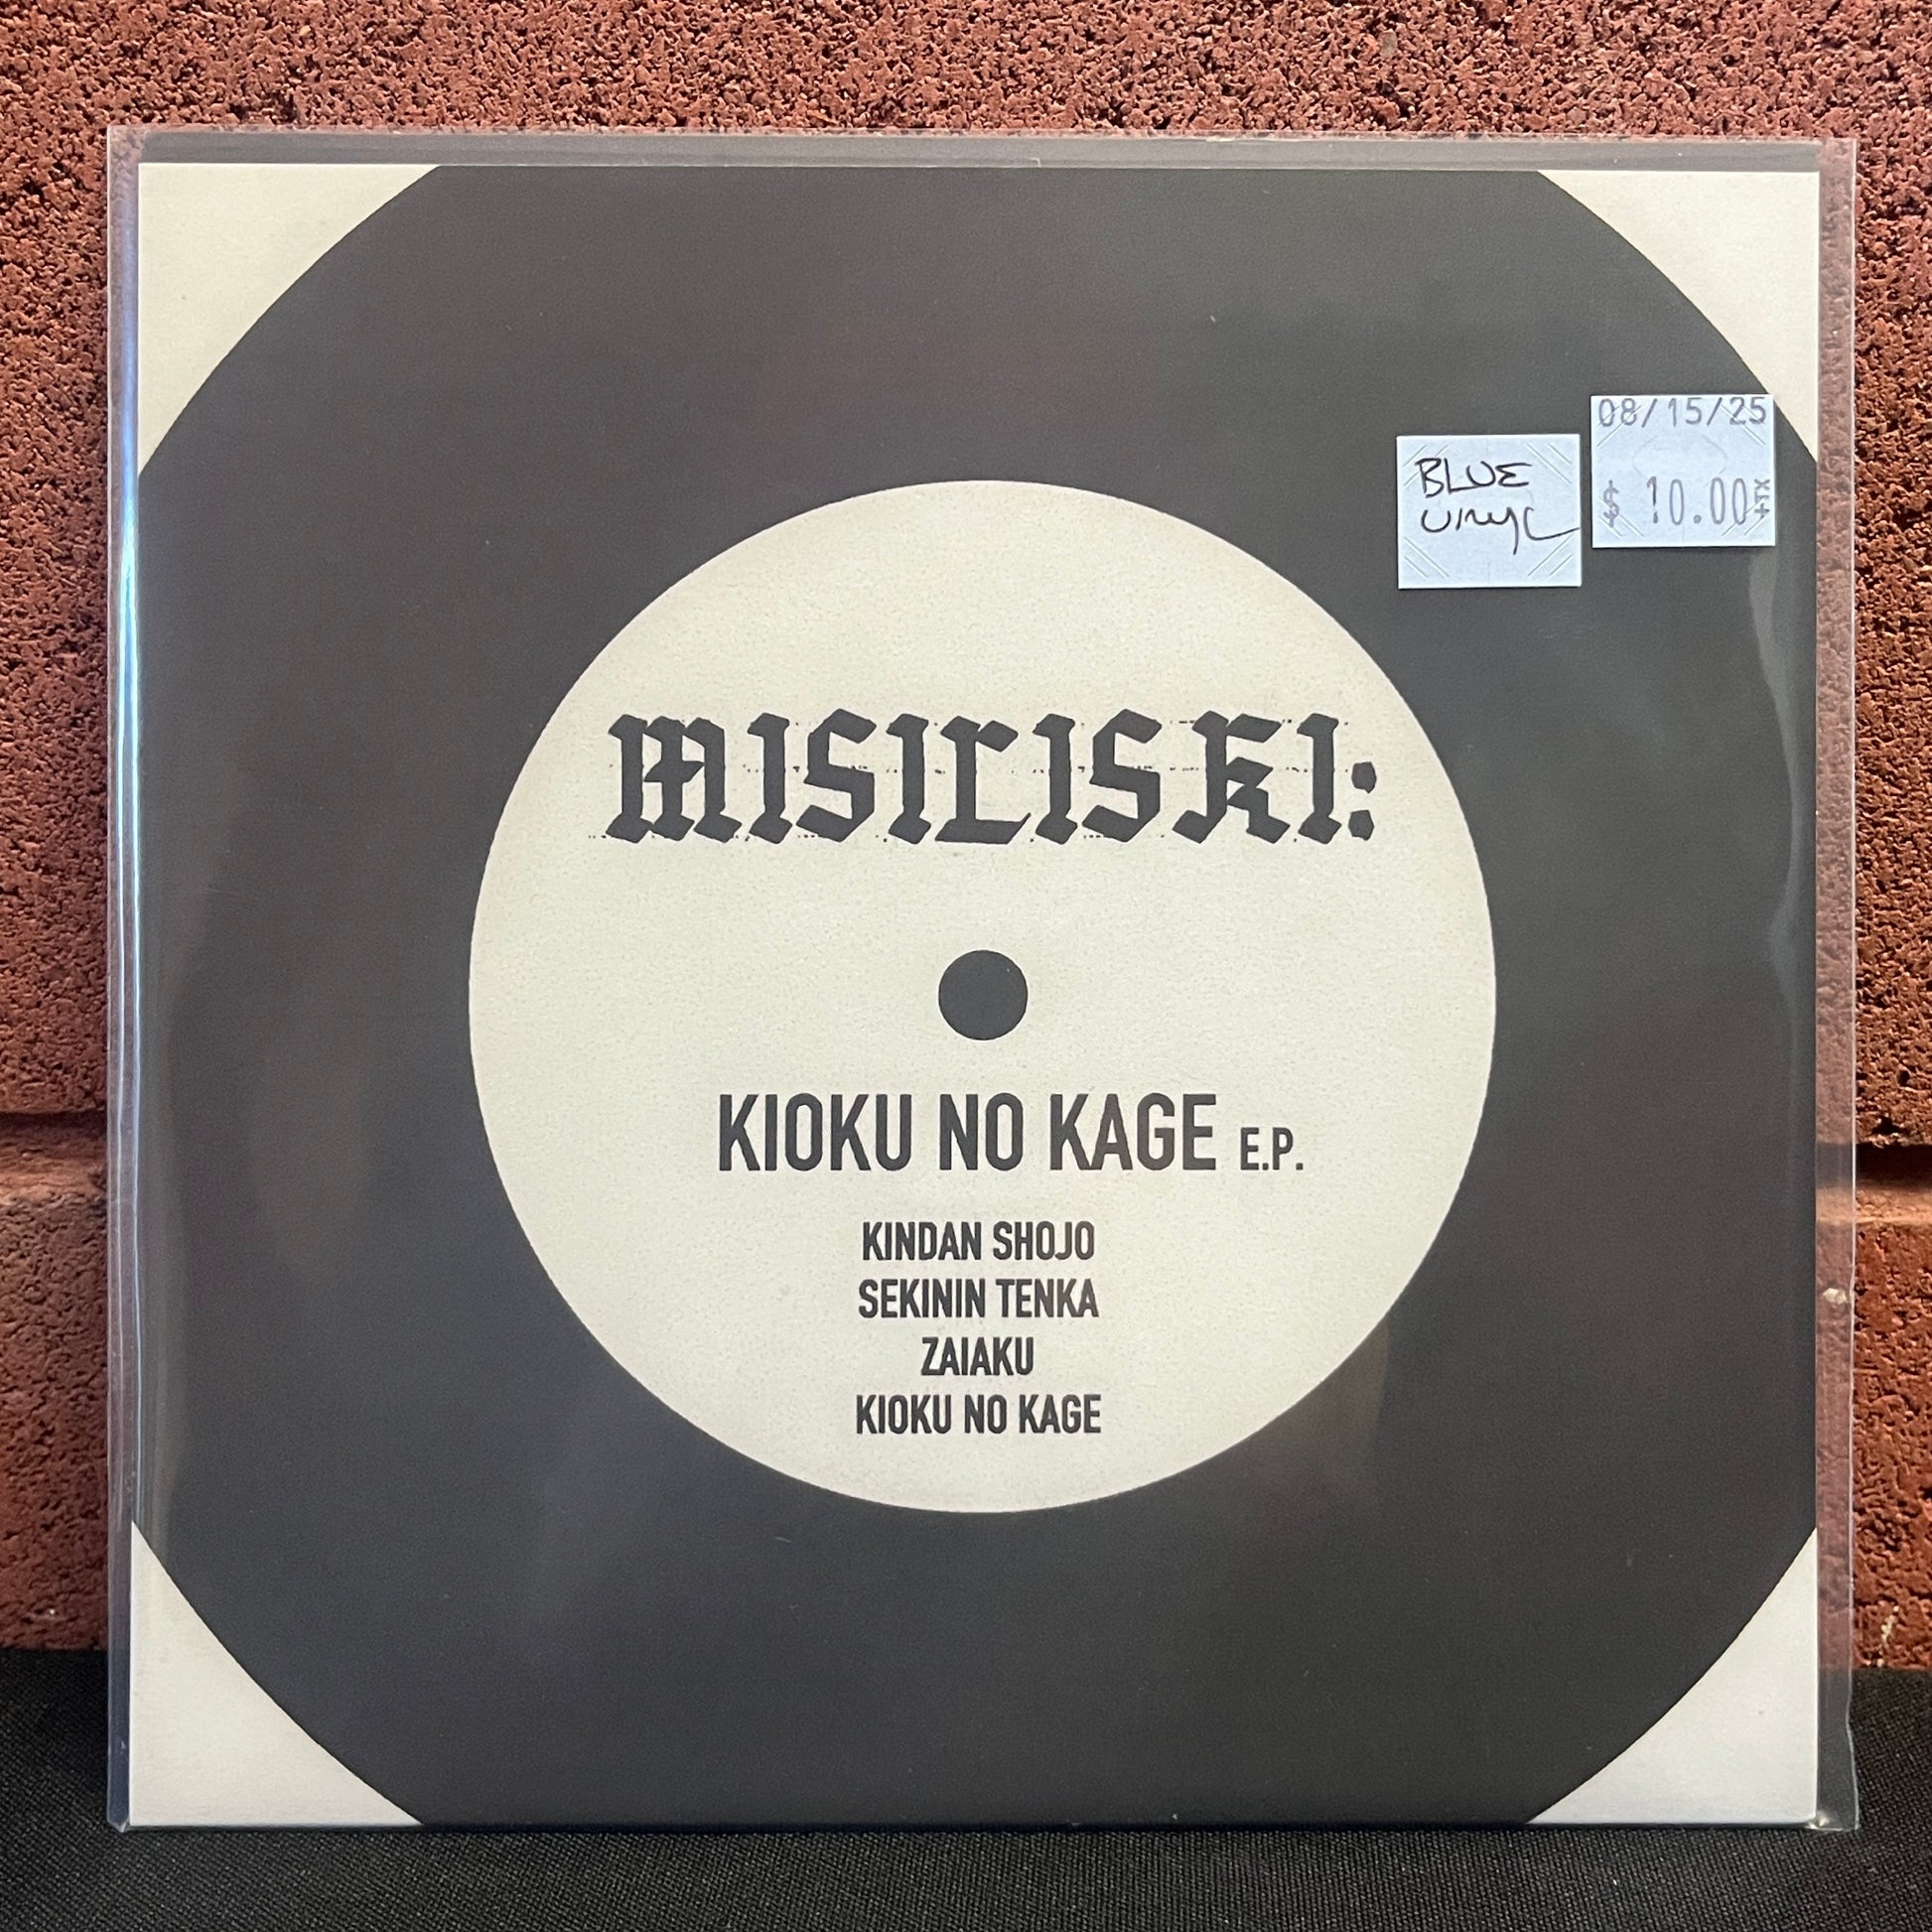 08/15/25
$ 10.00
BLUE
VINYL
MISILISKI:
KIOKU NO KAGE E.P.
KINDAN SHOJO
SEKININ TENKA
ZAIAKU
KIOKU NO KAGE